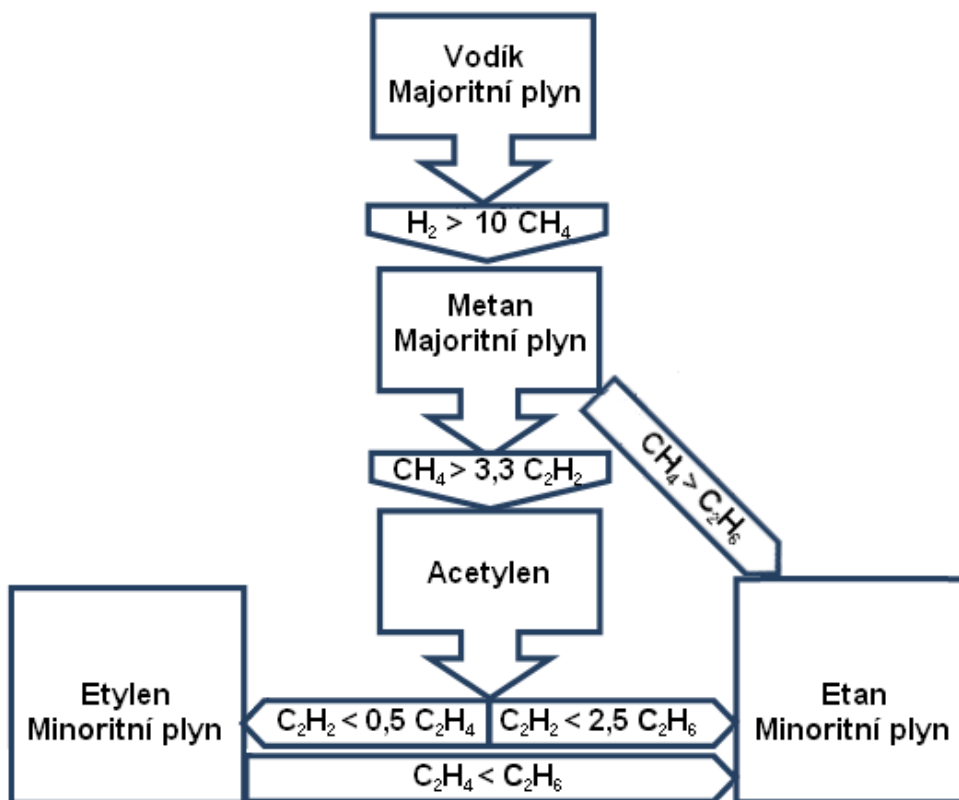 Vodík
Majoritní plyn
H₂ > 10 CH₄
Metan
Majoritní plyn
CH₄ > C₂H₆
CH₄ > 3,3 C₂H₂
Acetylen
Etylen
Minoritní plyn
C₂H₂ < 0,5 C₂H₄
C₂H₂ < 2,5 C₂H₆
Etan
Minoritní plyn
C₂H₄ < C₂H₆